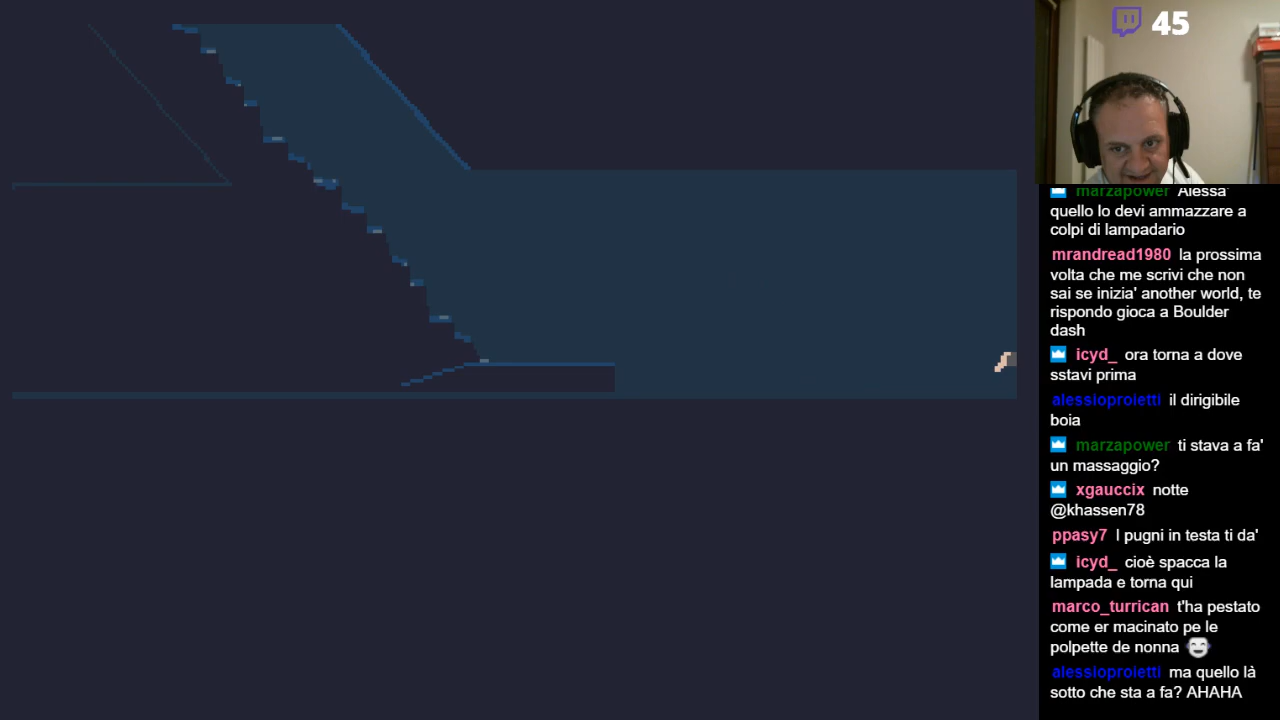 45
marzapower Alessa'
quello lo devi ammazzare a
colpi di lampadario
mrandread1980 la prossima
volta che me scrivi che non
sai se inizia' another world, te
rispondo gioca a Boulder
dash
icyd_ ora torna a dove
sstavi prima
alessioproietti il dirigibile
boia
marzapower ti stava a fa'
un massaggio?
xgauccix notte
@khassen78
ppasy7 I pugni in testa ti da'
icyd_ cioè spacca la
lampada e torna qui
marco_turrican t'ha pestato
come er macinato pe le
polpette de nonna
alessioproietti ma quello là
sotto che sta a fa? AHAHA